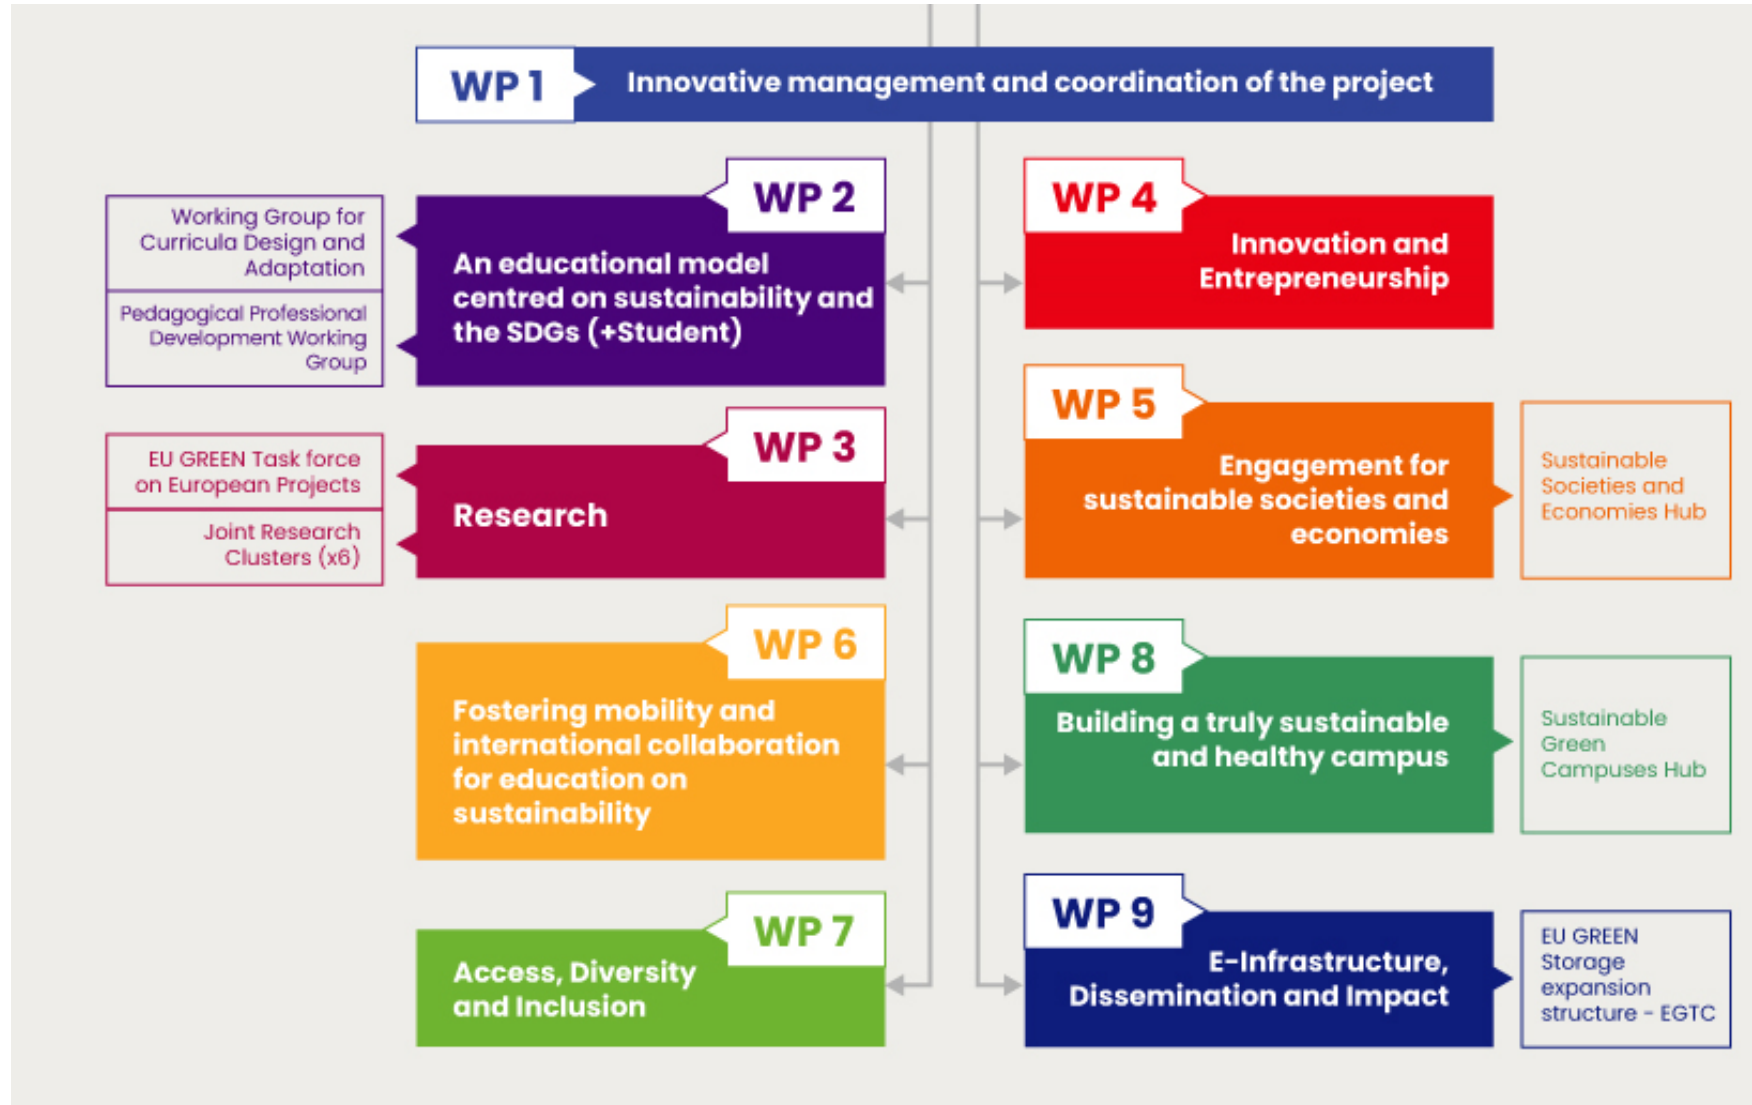 WP 1
Innovative management and coordination of the project
WP 2
Working Group for
Curricula Design and
Adaptation
Pedagogical Professional
Development Working
Group
An educational model
centred on sustainability and
the SDGs (+Student)
WP 4
Innovation and
Entrepreneurship
WP 3
EU GREEN Task force
on European Projects
Joint Research
Clusters (x6)
Research
WP 5
Engagement for
sustainable societies and
economies
Sustainable
Societies and
Economies Hub
WP 6
Fostering mobility and
international collaboration
for education on
sustainability
WP 8
Building a truly sustainable
and healthy campus
Sustainable
Green
Campuses Hub
WP 7
Access, Diversity
and Inclusion
WP 9
E-Infrastructure,
Dissemination and Impact
EU GREEN
Storage
expansion
structure - EGTC